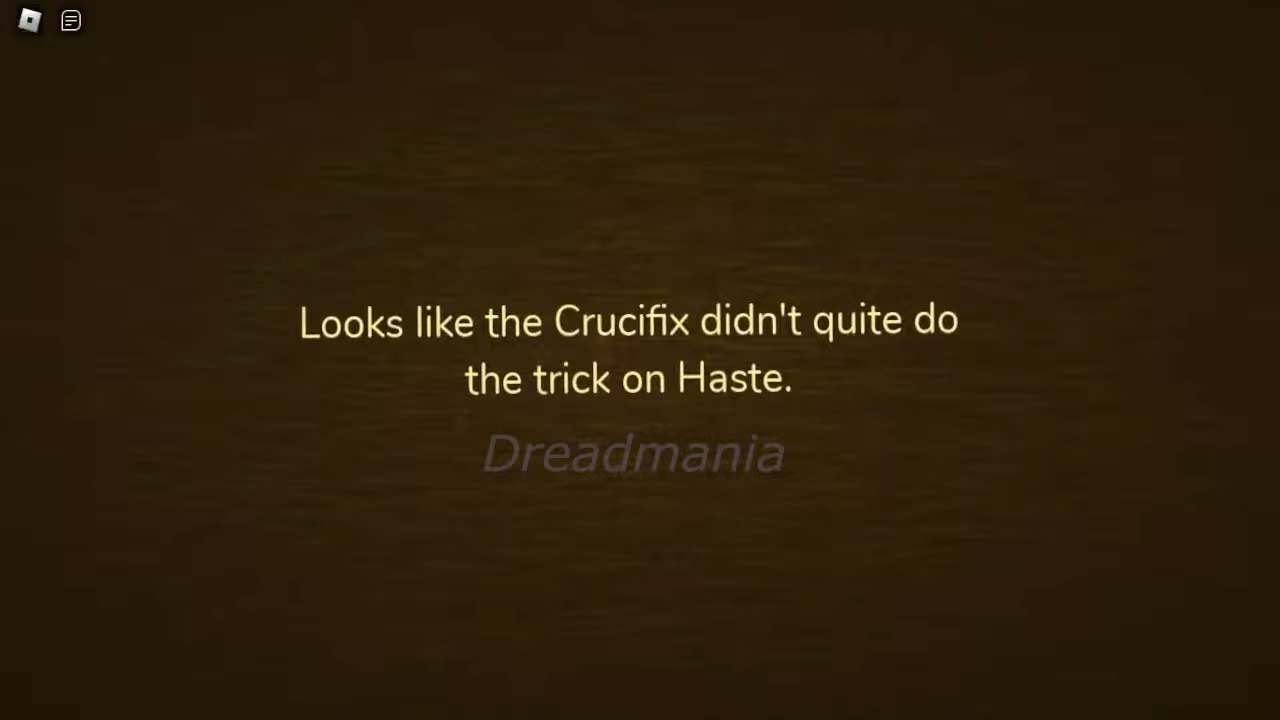 Looks like the Crucifix didn't quite do
the trick on Haste.
Dreadmania